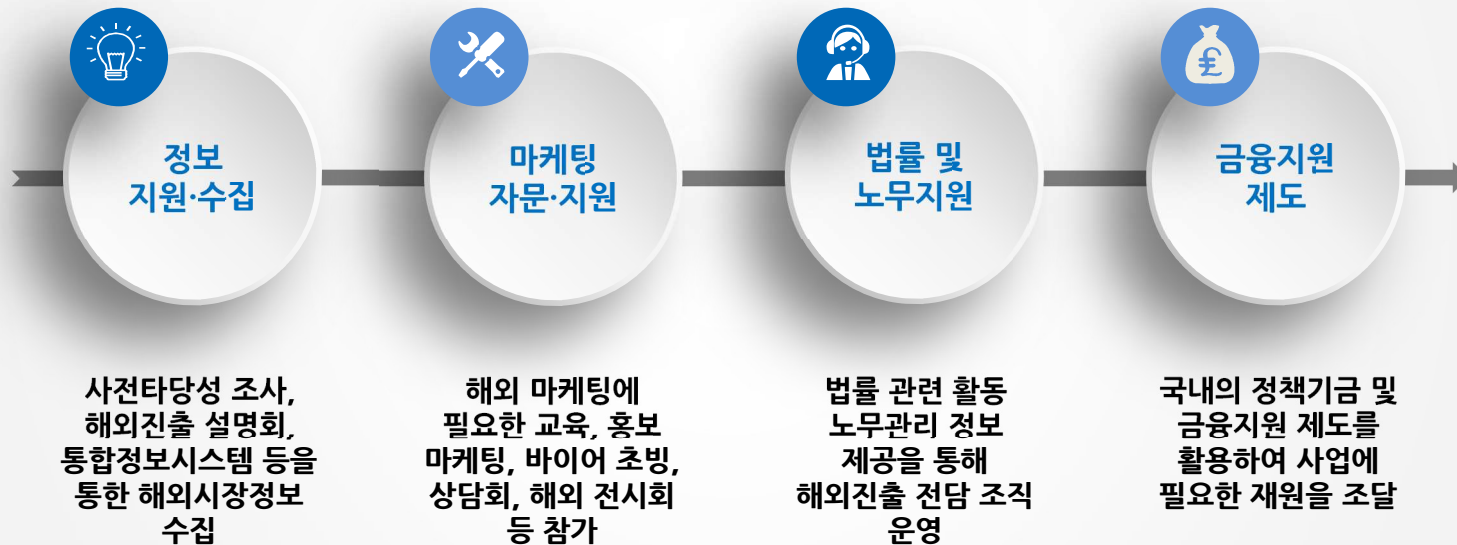 정보
지원·수집
마케팅
자문·지원
법률 및
노무지원
금융지원
제도
사전타당성 조사,
해외진출 설명회,
통합정보시스템 등을
통한 해외시장정보
수집
해외 마케팅에
필요한 교육, 홍보
마케팅, 바이어 초빙,
상담회, 해외 전시회
등 참가
법률 관련 활동
노무관리 정보
제공을 통해
해외진출 전담 조직
운영
국내의 정책기금 및
금융지원 제도를
활용하여 사업에
필요한 재원을 조달